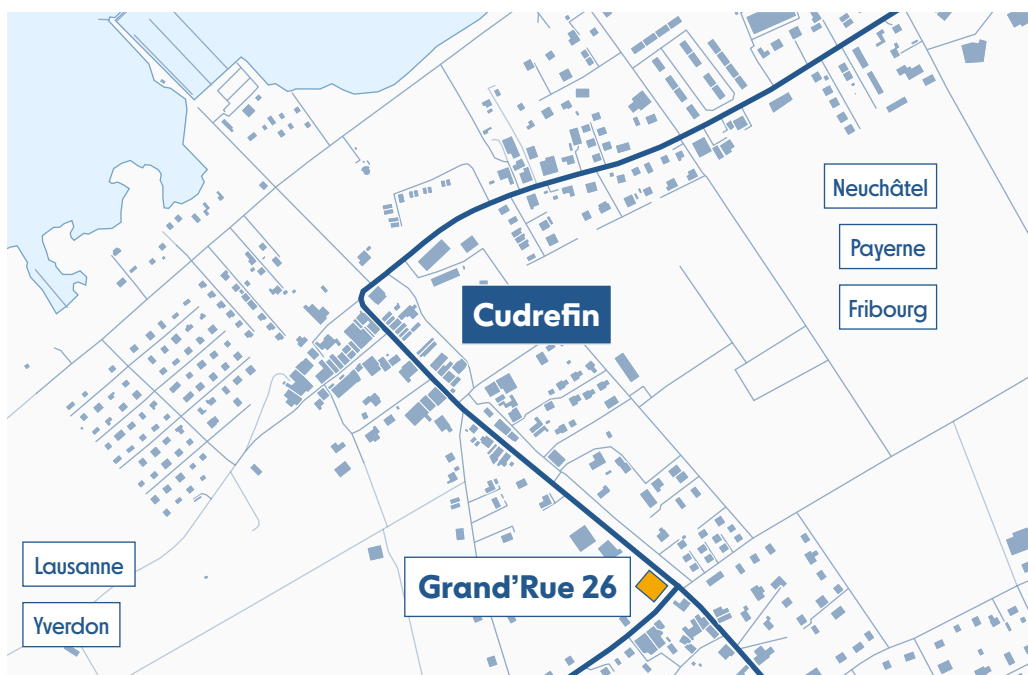 Neuchâtel
Payerne
Fribourg
Cudrefin
Lausanne
Yverdon
Grand'Rue 26